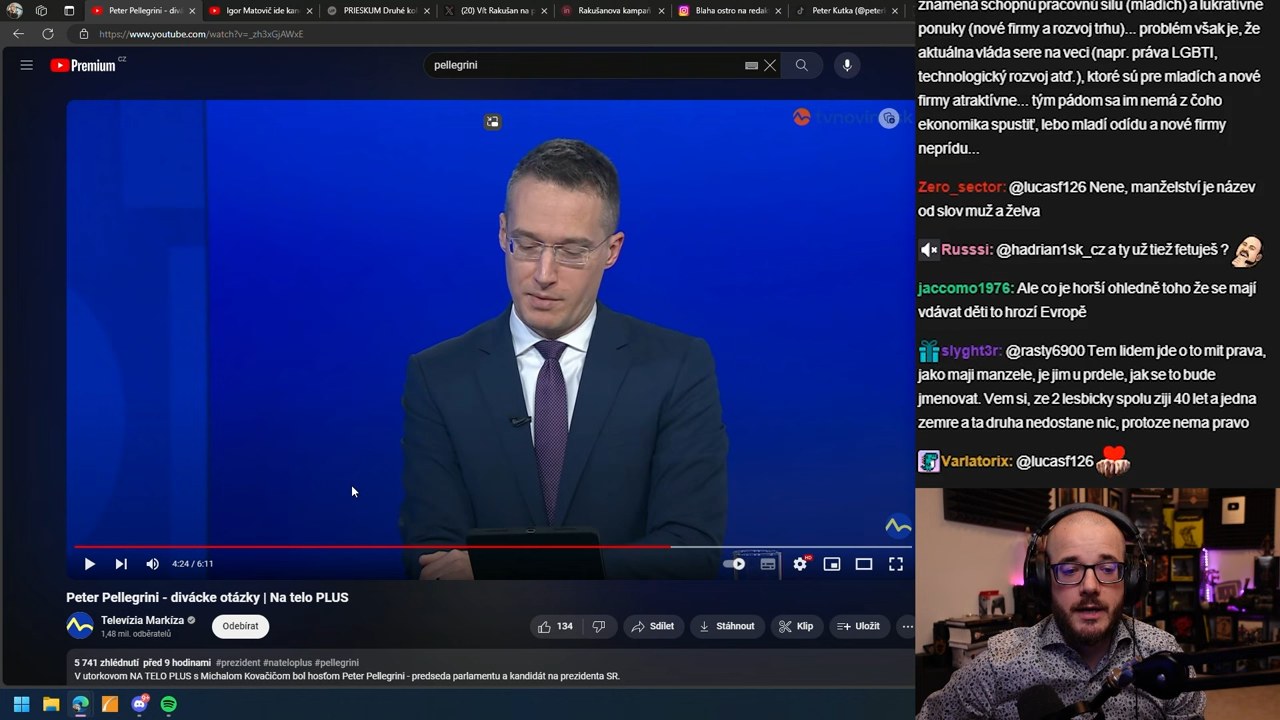 Peter Pellegrini - divá
Igor Matovič ide kan
PRIESKUM Druhé kol
(20) Vít Rakušan na p
Rakušanova kampaň
Blaha ostro na redak
Peter Kutka (@peter
https://www.youtube.com/watch?v=_zh3xGjAWxE
Premium CZ
pellegrini
tvnoviny.sk
4:24 / 6:11
Peter Pellegrini - divácke otázky | Na telo PLUS
Televízia Markíza
1,48 mil. odběratelů
Odebírat
134
Sdílet
Stáhnout
Klip
Uložit
5 741 zhlédnutí před 9 hodinami #prezident #nateloplus #pellegrini
V utorkovom NA TELO PLUS s Michalom Kovačičom bol hosťom Peter Pellegrini - predseda parlamentu a kandidát na prezidenta SR.
znamená schopnú pracovnú silu (mladích) a lukratívne
ponuky (nové firmy a rozvoj trhu)... problém však je, že
aktuálna vláda sere na veci (napr. práva LGBTI,
technologický rozvoj atď.), ktoré sú pre mladích a nové
firmy atraktívne... tým pádom sa im nemá z čoho
ekonomika spustiť, lebo mladí odídu a nové firmy
neprídu...
Zero_sector: @lucasf126 Nene, manželství je název
od slov muž a želva
Russsi: @hadrian1sk_cz a ty už tiež fetuješ ?
jaccomo1976: Ale co je horší ohledně toho že se mají
vdávat děti to hrozí Evropě
slyght3r: @rasty6900 Tem lidem jde o to mit prava,
jako maji manzele, je jim u prdele, jak se to bude
jmenovat. Vem si, ze 2 lesbicky spolu ziji 40 let a jedna
zemre a ta druha nedostane nic, protoze nema pravo
Varlatorix: @lucasf126